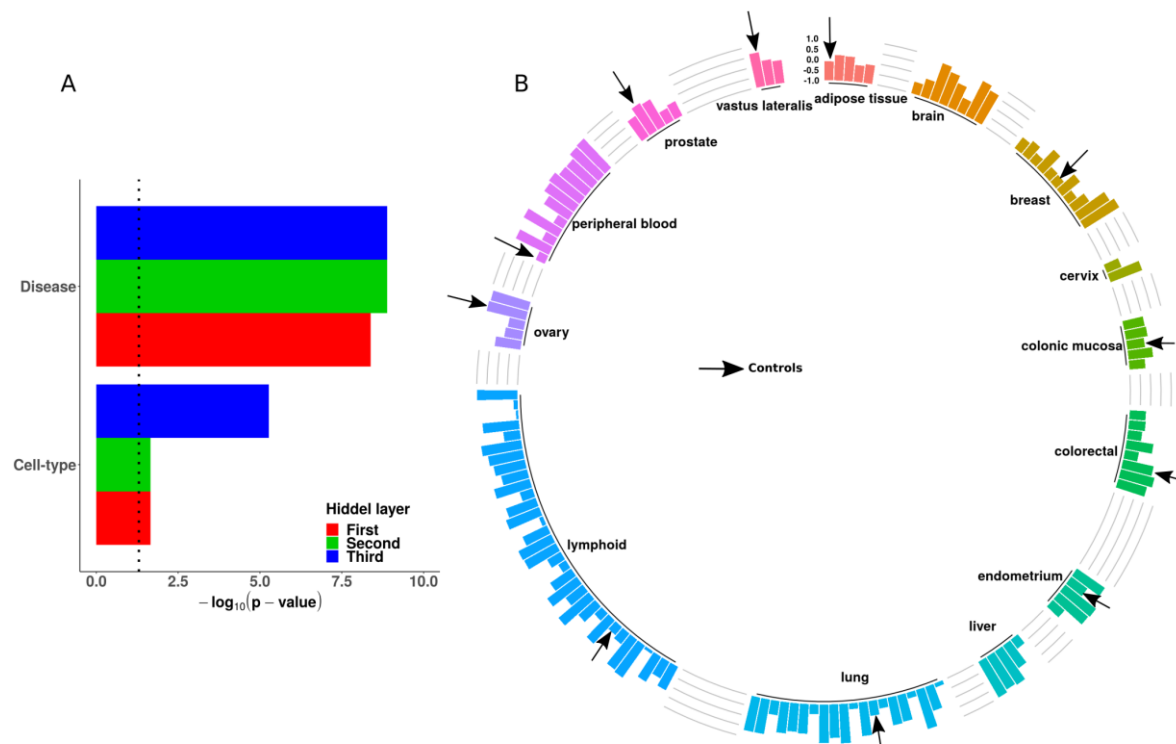 A
Disease
Cell-type
Hiddel layer
First
Second
Third
0.0 2.5 5.0 7.5 10.0
−log10(p − value)
B
1.0
0.5
0.0
-0.5
-1.0
adipose tissue
brain
breast
cervix
colonic mucosa
colorectal
endometrium
liver
lung
lymphoid
ovary
peripheral blood
prostate
vastus lateralis
Controls